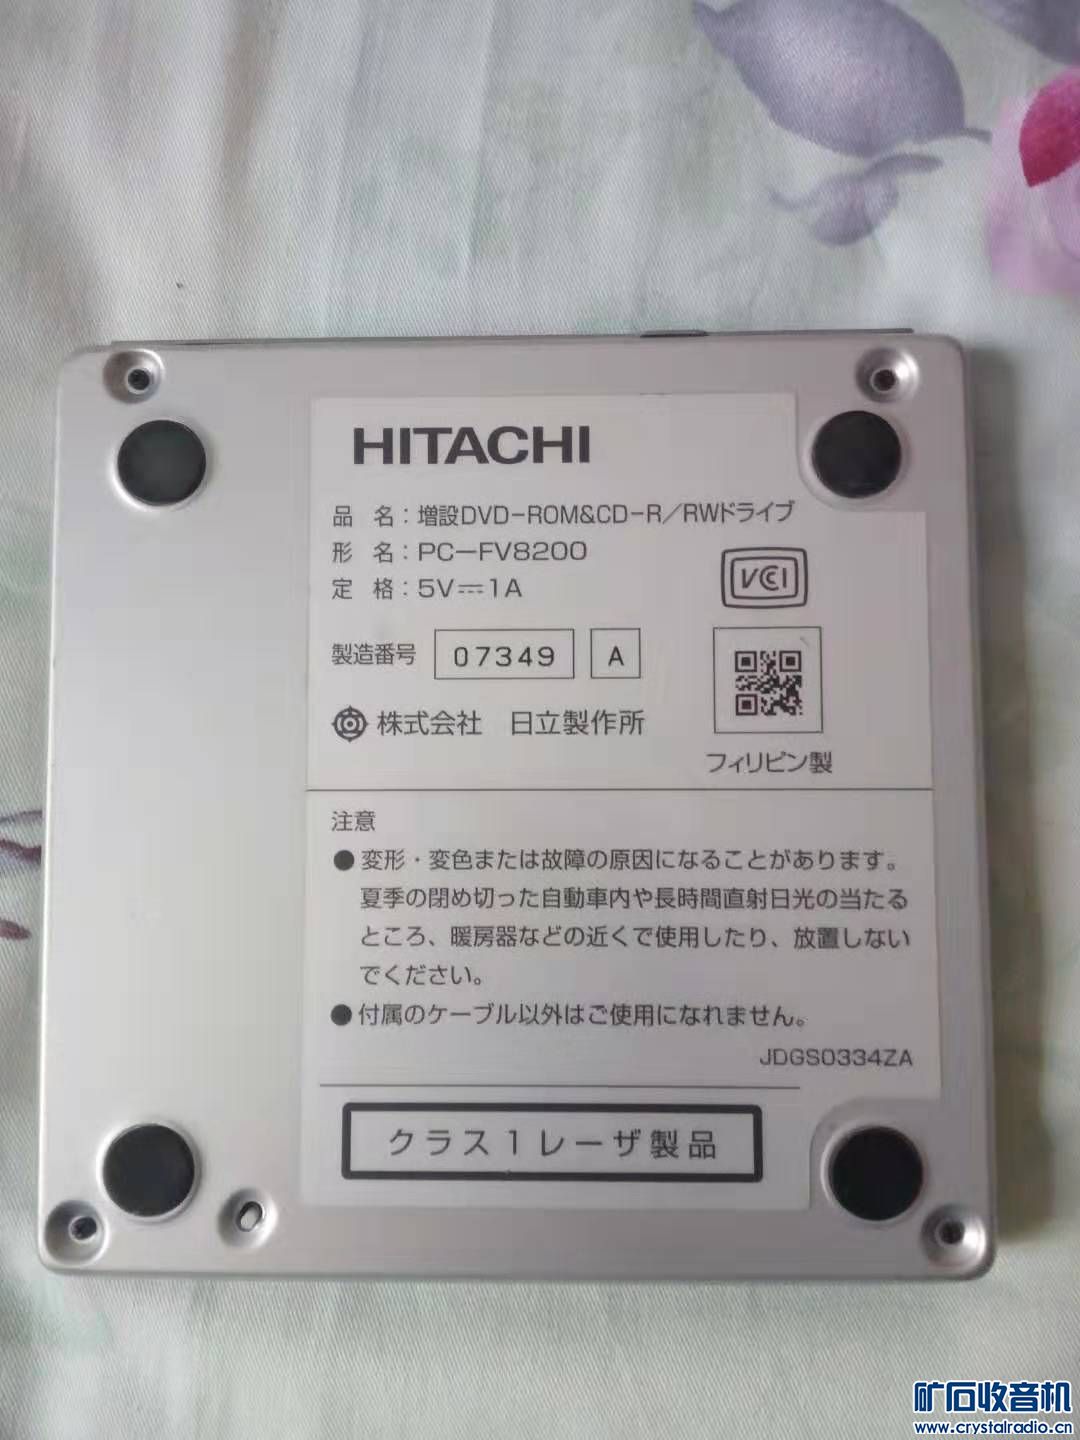 HITACHI
品 名：増設DVD-ROM&CD-R／RWドライブ
形 名：PC-FV8200
定 格：5V⎓1A
VCCI
製造番号 07349 A
株式会社 日立製作所
フィリピン製
注意
●変形・変色または故障の原因になることがあります。
夏季の閉め切った自動車内や長時間直射日光の当たる
ところ、暖房器などの近くで使用したり、放置しない
でください。
●付属のケーブル以外はご使用になれません。
JDGS0334ZA
クラス1レーザ製品
矿石收音机
www.crystalradio.cn